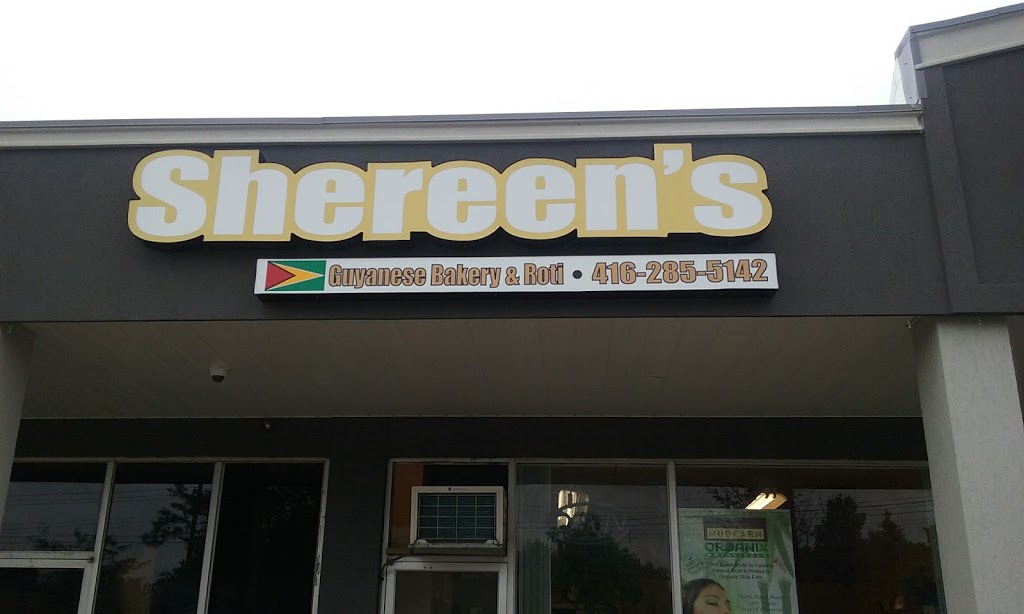 Shereen's
Guyanese Bakery & Roti • 416-285-5142
ORGANIX